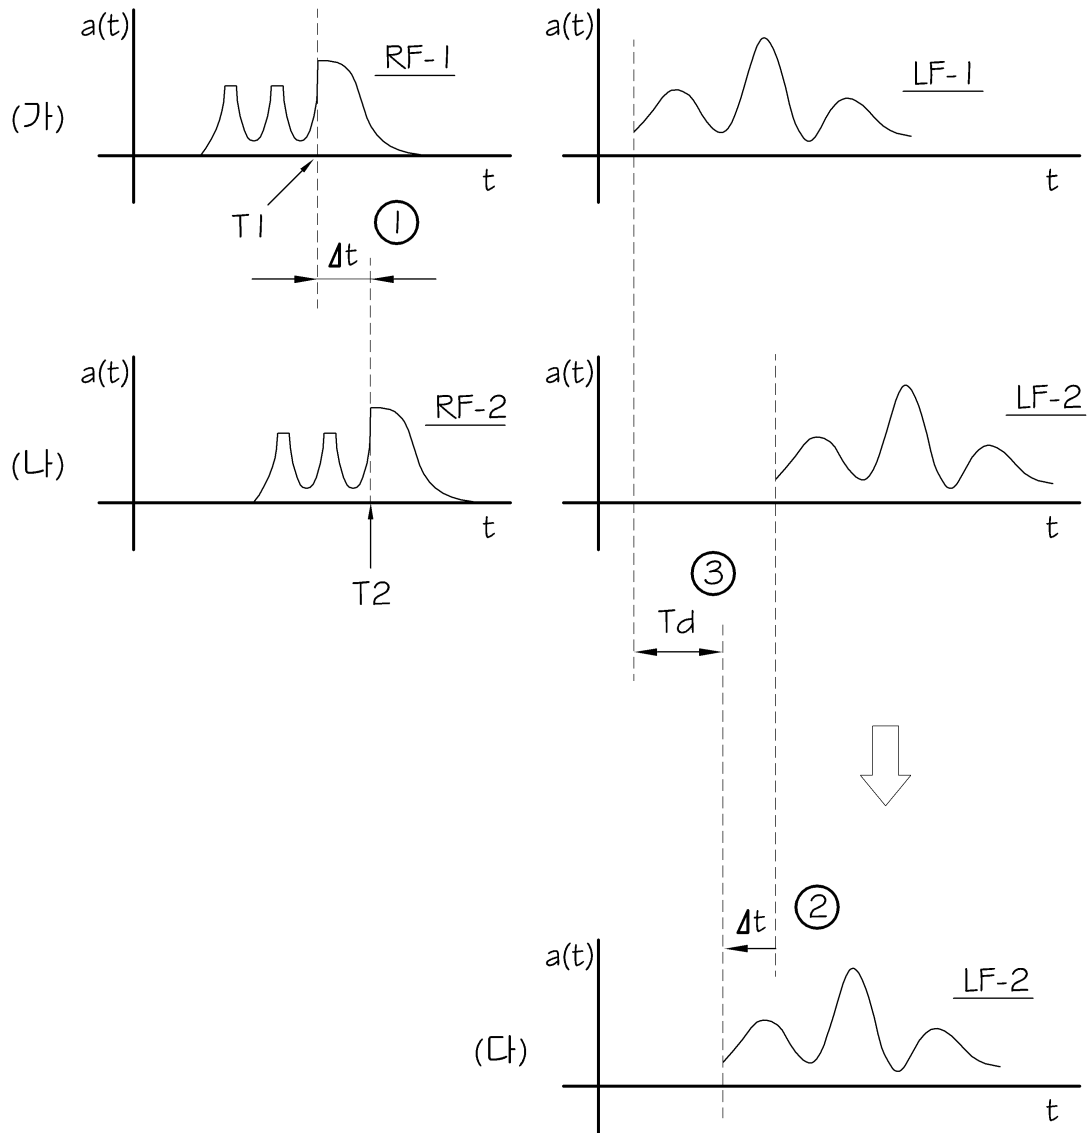 a(t)
RF-1
(가)
t
T1
a(t)
LF-1
t
①
Δt
a(t)
RF-2
(나)
t
T2
a(t)
LF-2
t
③
Td
②
Δt
a(t)
LF-2
(다)
t